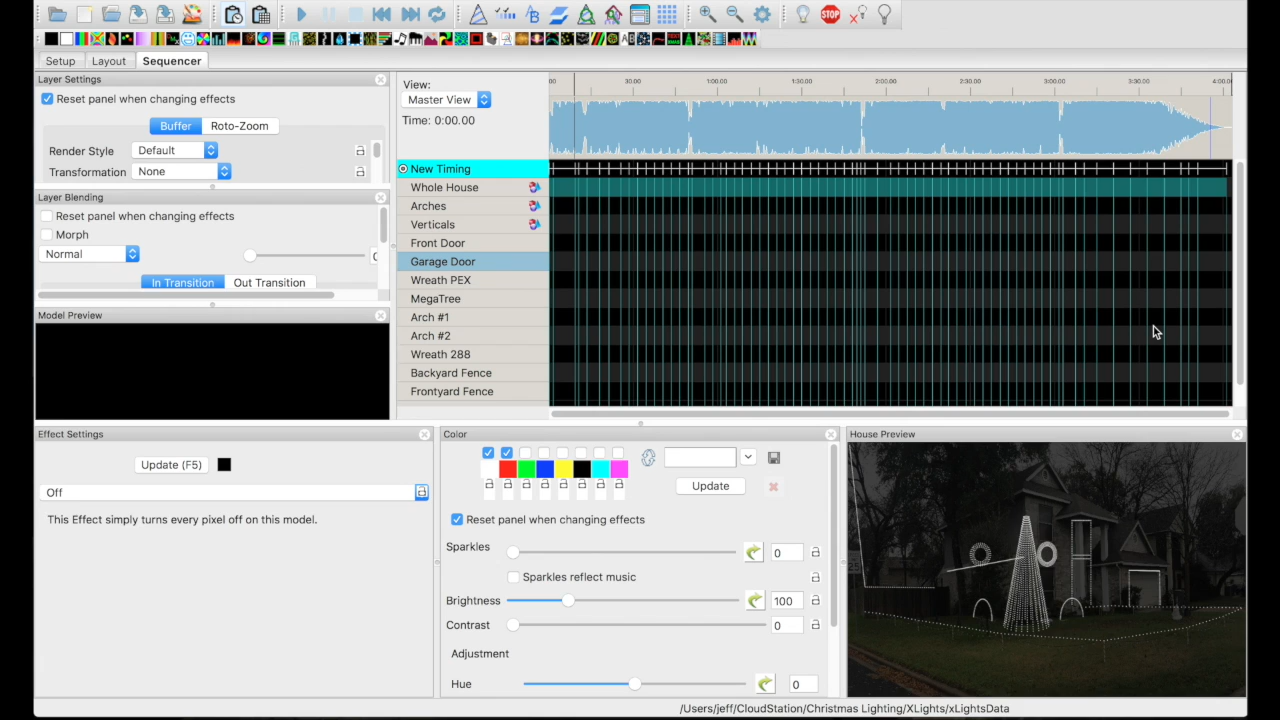 STOP
Setup Layout Sequencer
Layer Settings
Reset panel when changing effects
Buffer Roto-Zoom
Render Style Default
Transformation None
Layer Blending
Reset panel when changing effects
Morph
Normal
In Transition Out Transition
Model Preview
View:
Master View
Time: 0:00.00
30.00 1:00.00 1:30.00 2:00.00 2:30.00 3:00.00 3:30.00 4:00.0
New Timing
Whole House
Arches
Verticals
Front Door
Garage Door
Wreath PEX
MegaTree
Arch #1
Arch #2
Wreath 288
Backyard Fence
Frontyard Fence
Effect Settings
Update (F5)
Off
This Effect simply turns every pixel off on this model.
Color
Update
Reset panel when changing effects
Sparkles 0
Sparkles reflect music
Brightness 100
Contrast 0
Adjustment
Hue 0
House Preview
/Users/jeff/CloudStation/Christmas Lighting/XLights/xLightsData